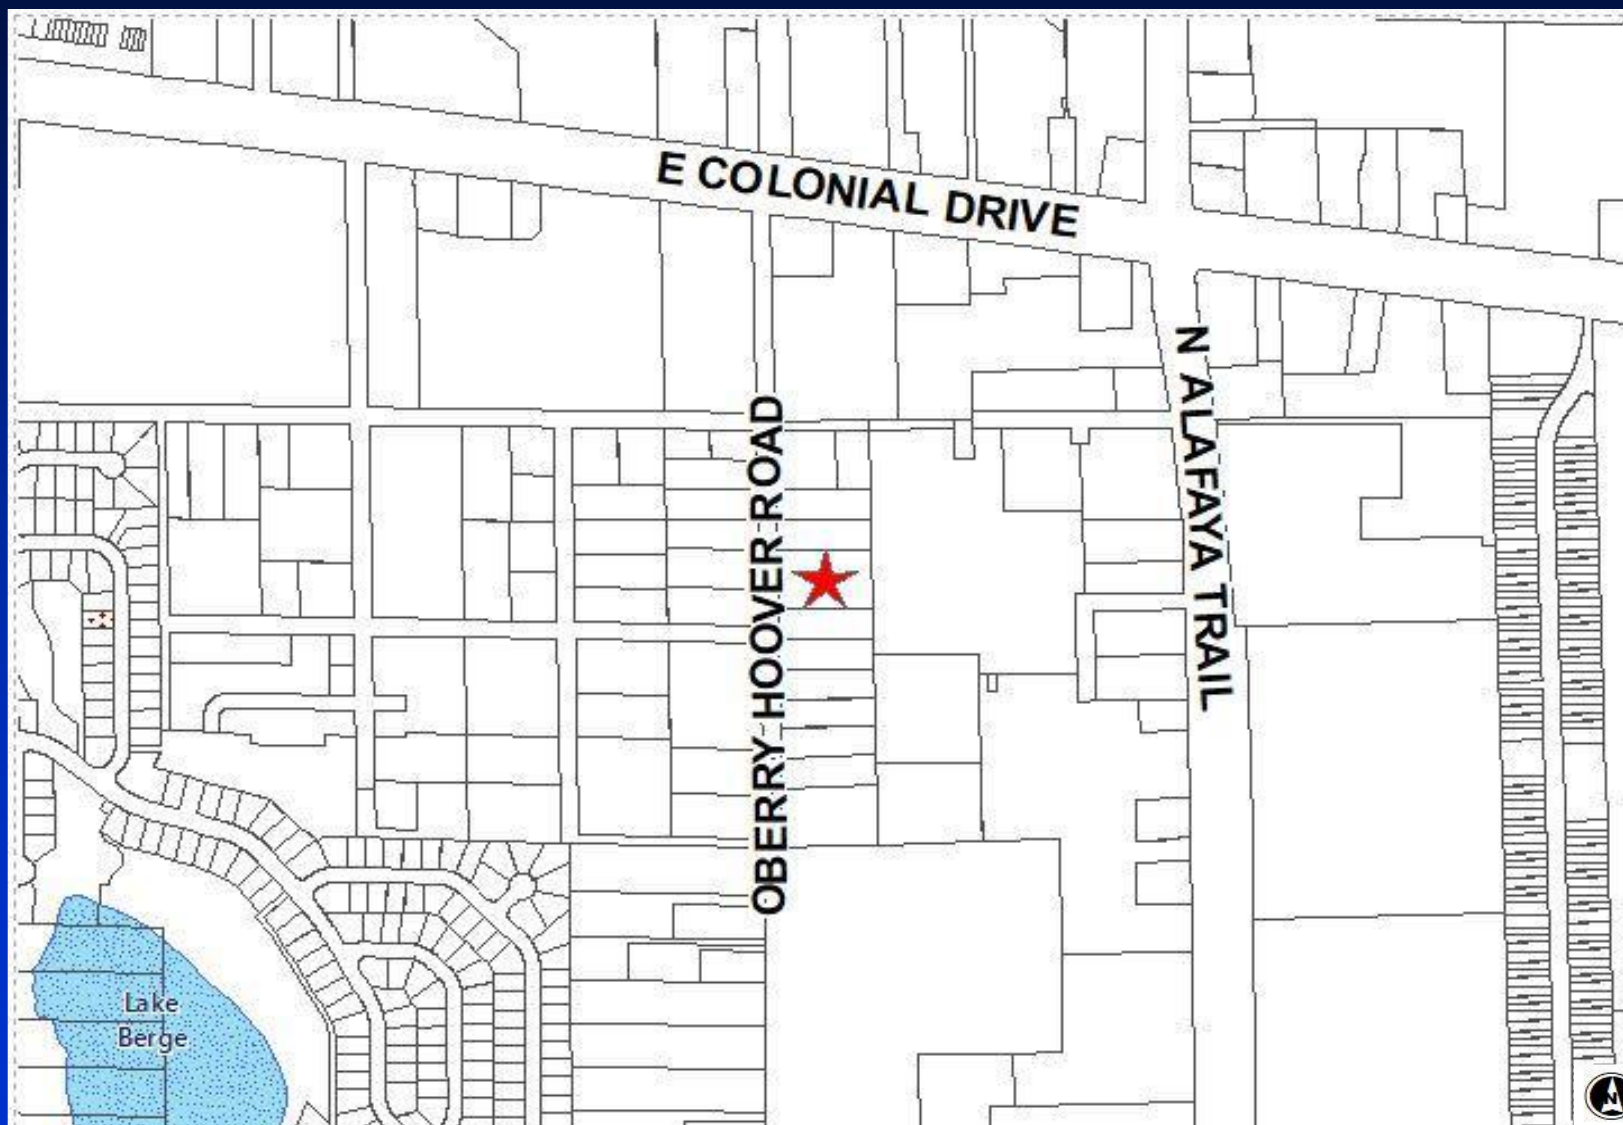 E COLONIAL DRIVE
N ALAFAYA TRAIL
OBERRY HOOVER ROAD
Lake
Berge
N